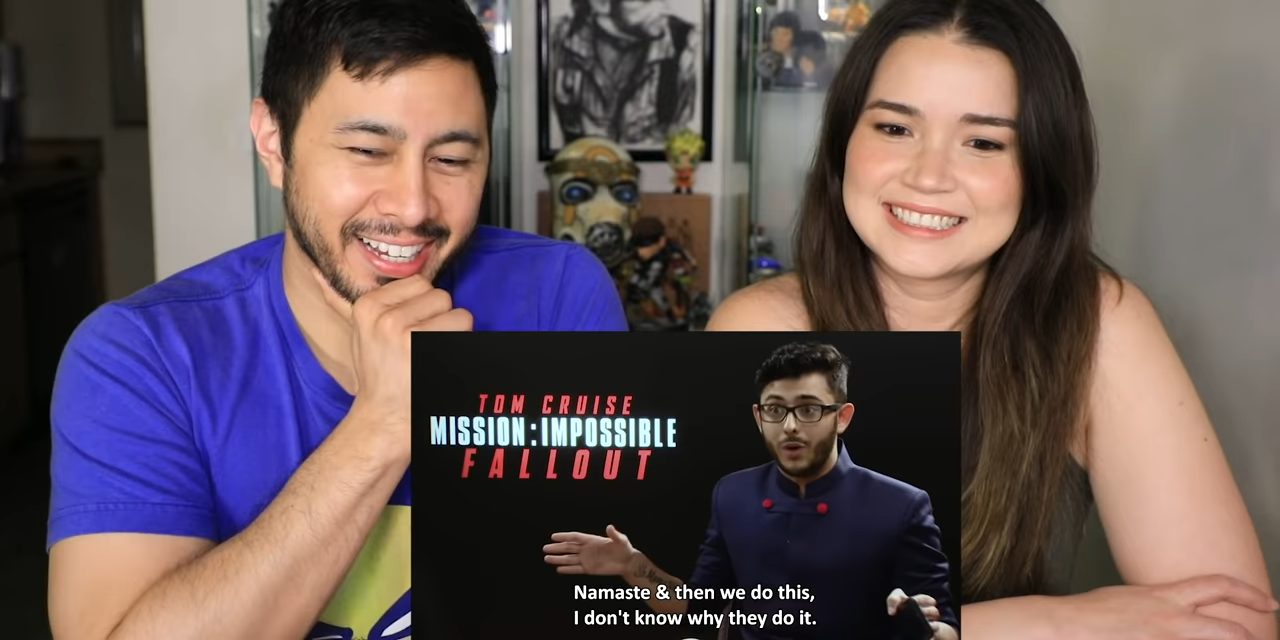 TOM CRUISE
MISSION:IMPOSSIBLE
FALLOUT
Namaste & then we do this,
I don't know why they do it.